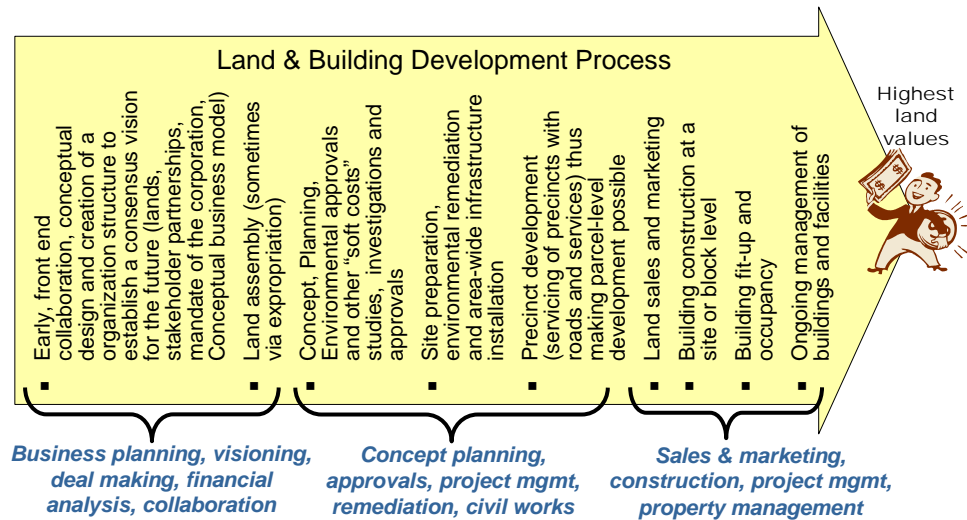 Land & Building Development Process
Highest
land
values
Early, front end
collaboration, conceptual
design and creation of a
organization structure to
establish a consensus vision
for the future (lands,
stakeholder partnerships,
mandate of the corporation,
Conceptual business model)
Land assembly (sometimes
via expropriation)
Concept, Planning,
Environmental approvals
and other “soft costs”
studies, investigations and
approvals
Site preparation,
environmental remediation
and area-wide infrastructure
installation
Precinct development
(servicing of precincts with
roads and services) thus
making parcel-level
development possible
Land sales and marketing
Building construction at a
site or block level
Building fit-up and
occupancy
Ongoing management of
buildings and facilities
Business planning, visioning,
deal making, financial
analysis, collaboration
Concept planning,
approvals, project mgmt,
remediation, civil works
Sales & marketing,
construction, project mgmt,
property management